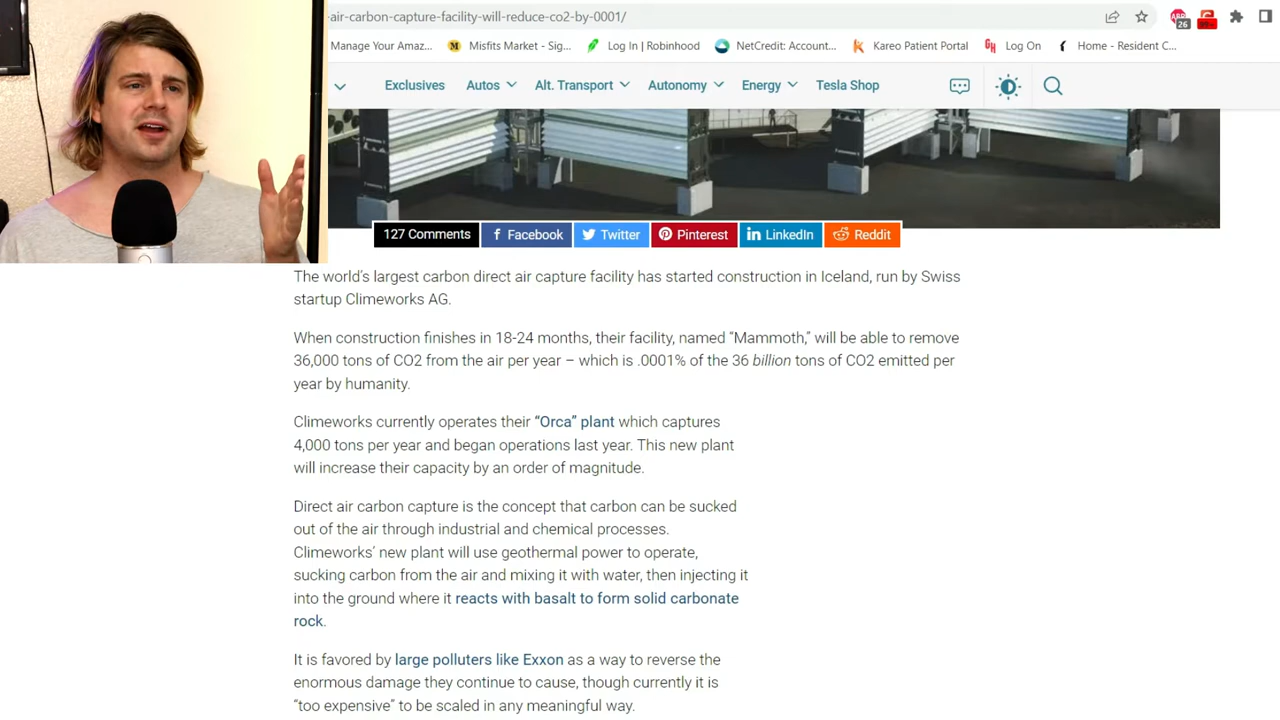 -air-carbon-capture-facility-will-reduce-co2-by-0001/
26
Manage Your Amaz...
Misfits Market - Sig...
Log In | Robinhood
NetCredit: Account...
Kareo Patient Portal
Log On
Home - Resident C...
Exclusives
Autos
Alt. Transport
Autonomy
Energy
Tesla Shop
127 Comments
Facebook
Twitter
Pinterest
LinkedIn
Reddit
The world's largest carbon direct air capture facility has started construction in Iceland, run by Swiss
startup Climeworks AG.
When construction finishes in 18-24 months, their facility, named “Mammoth,” will be able to remove
36,000 tons of CO2 from the air per year – which is .0001% of the 36 billion tons of CO2 emitted per
year by humanity.
Climeworks currently operates their “Orca” plant which captures
4,000 tons per year and began operations last year. This new plant
will increase their capacity by an order of magnitude.
Direct air carbon capture is the concept that carbon can be sucked
out of the air through industrial and chemical processes.
Climeworks’ new plant will use geothermal power to operate,
sucking carbon from the air and mixing it with water, then injecting it
into the ground where it reacts with basalt to form solid carbonate
rock.
It is favored by large polluters like Exxon as a way to reverse the
enormous damage they continue to cause, though currently it is
“too expensive” to be scaled in any meaningful way.